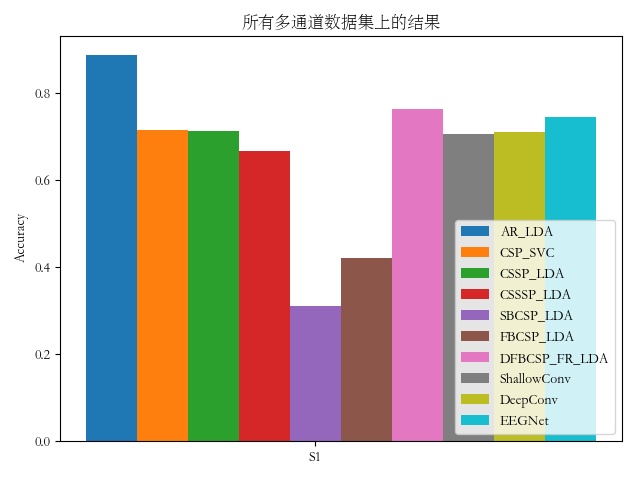 所有多通道数据集上的结果
Accuracy
0.8
0.6
0.4
0.2
0.0
S1
AR_LDA
CSP_SVC
CSSP_LDA
CSSSP_LDA
SBCSP_LDA
FBCSP_LDA
DFBCSP_FR_LDA
ShallowConv
DeepConv
EEGNet